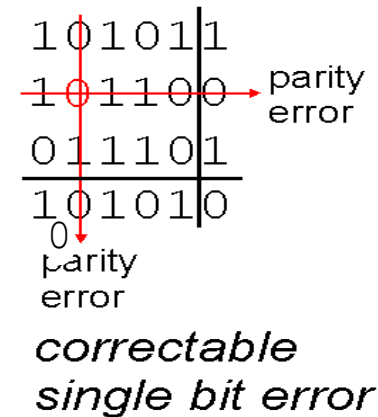 101011
101100
parity
error
011101
101010
0
parity
error
correctable
single bit error